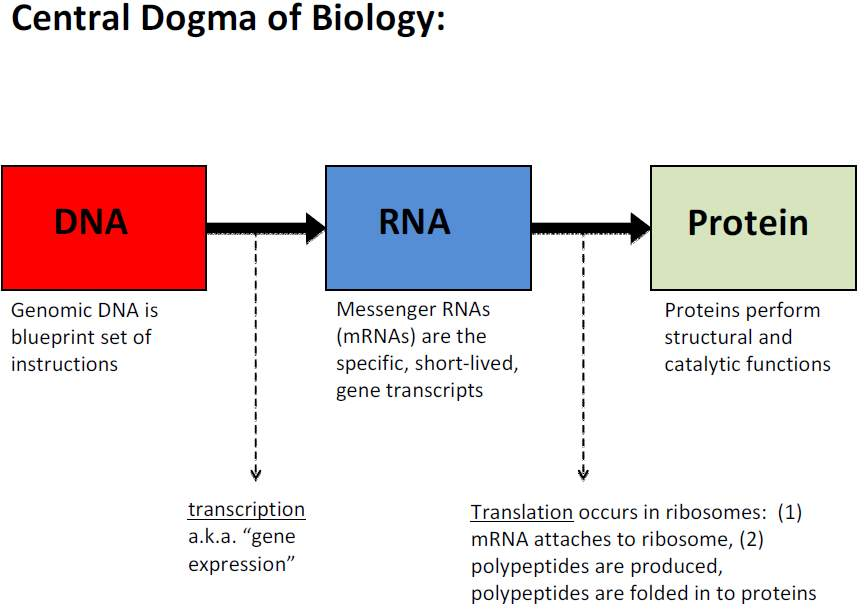 Central Dogma of Biology:
DNA
RNA
Protein
Genomic DNA is
blueprint set of
instructions
Messenger RNAs
(mRNAs) are the
specific, short-lived,
gene transcripts
Proteins perform
structural and
catalytic functions
transcription
a.k.a. “gene
expression”
Translation occurs in ribosomes:  (1)
mRNA attaches to ribosome, (2)
polypeptides are produced,
polypeptides are folded in to proteins